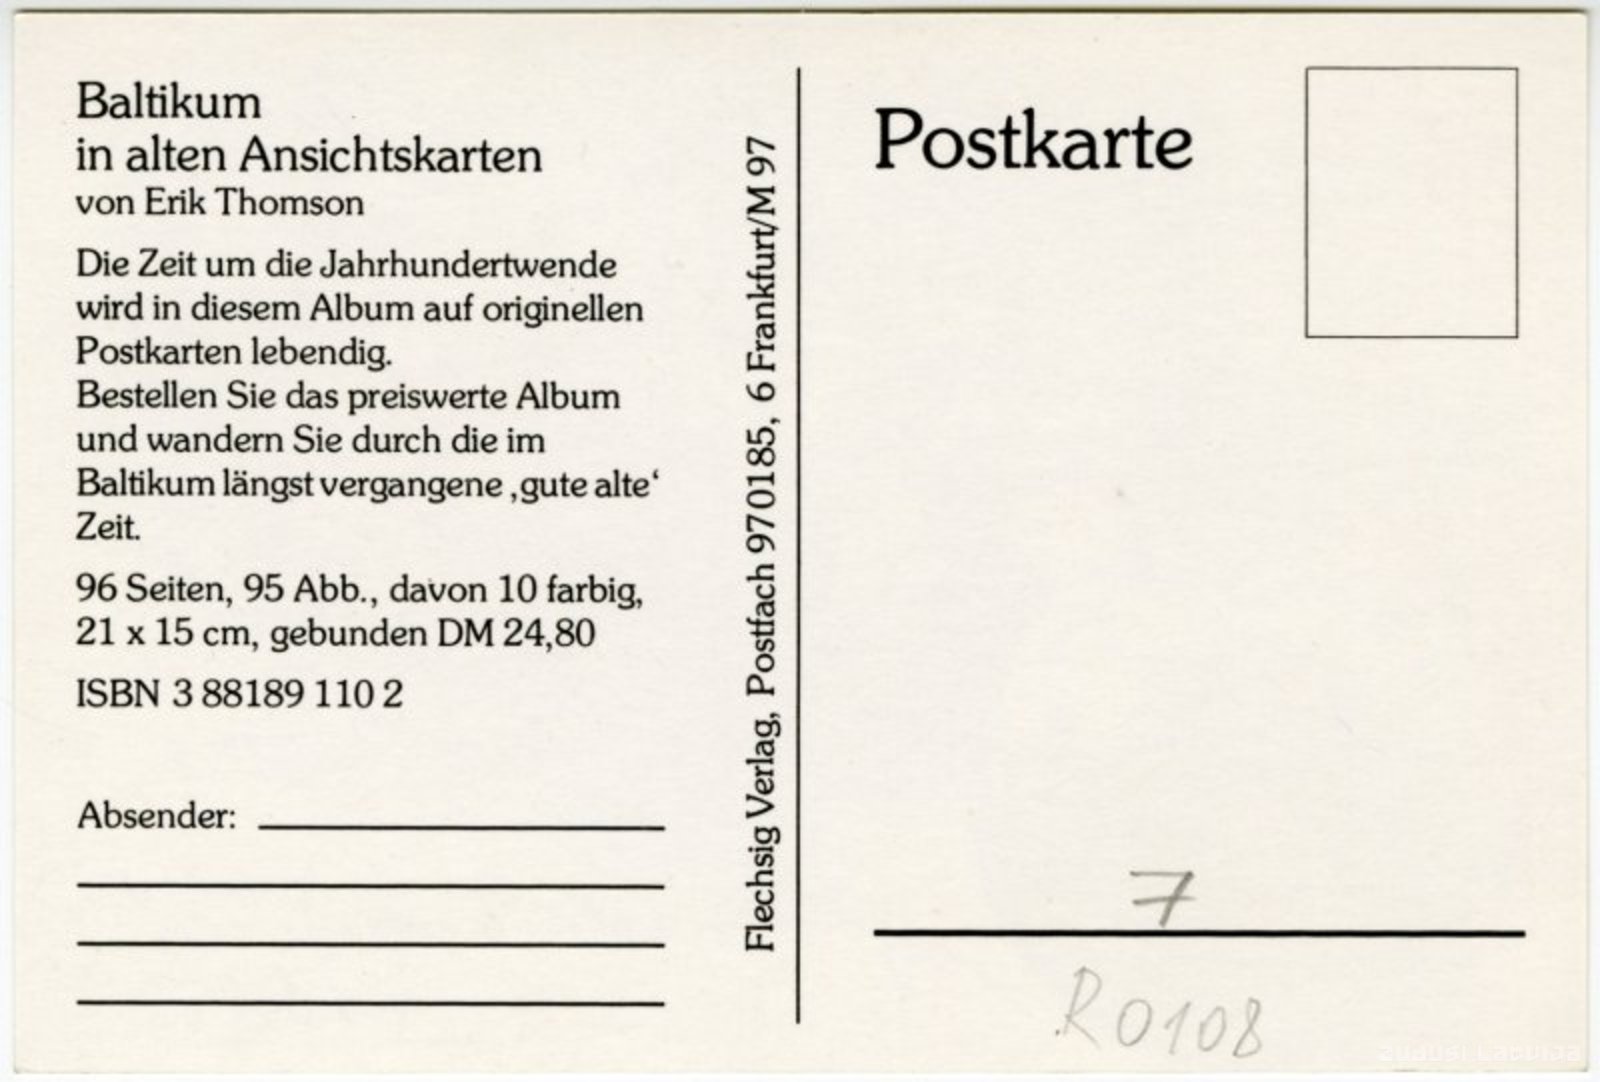 Baltikum
in alten Ansichtskarten
von Erik Thomson
Die Zeit um die Jahrhundertwende
wird in diesem Album auf originellen
Postkarten lebendig.
Bestellen Sie das preiswerte Album
und wandern Sie durch die im
Baltikum längst vergangene ‚gute alte‘
Zeit.
96 Seiten, 95 Abb., davon 10 farbig,
21 x 15 cm, gebunden DM 24,80
ISBN 3 88189 110 2
Absender:
Flechsig Verlag, Postfach 970185, 6 Frankfurt/M 97
Postkarte
7
R0108
zudusi Latvija